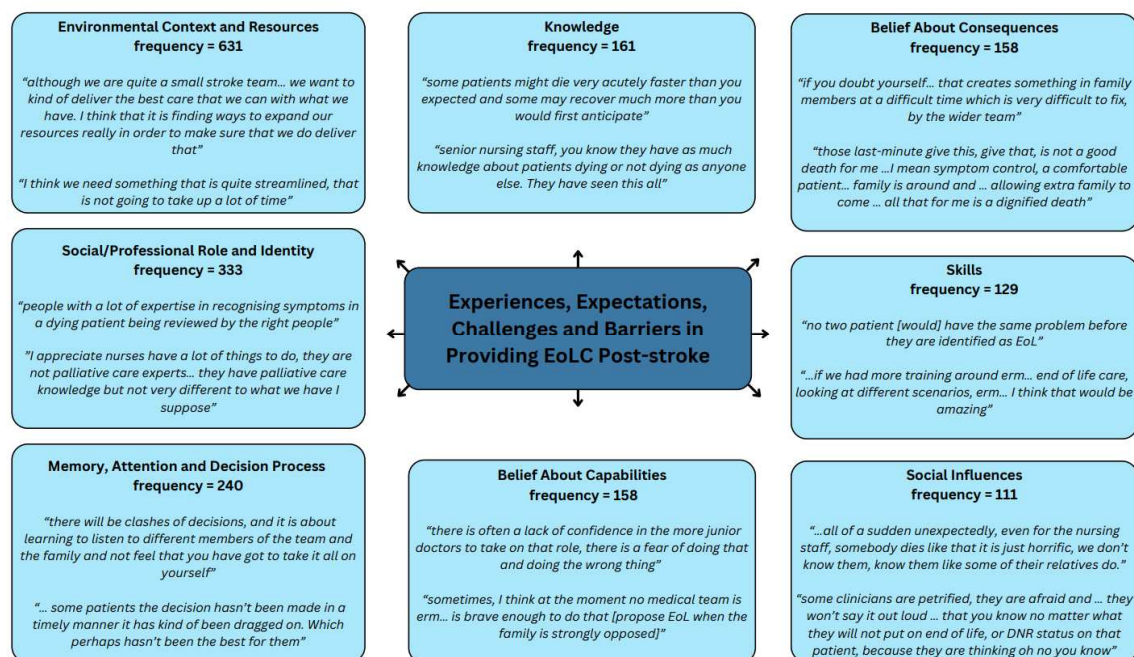 Environmental Context and Resources
frequency = 631
“although we are quite a small stroke team... we want to
kind of deliver the best care that we can with what we
have. I think that it is finding ways to expand our
resources really in order to make sure that we do deliver
that”
“I think we need something that is quite streamlined, that
is not going to take up a lot of time”
Knowledge
frequency = 161
“some patients might die very acutely faster than you
expected and some may recover much more than you
would first anticipate”
“senior nursing staff, you know they have as much
knowledge about patients dying or not dying as anyone
else. They have seen this all”
Belief About Consequences
frequency = 158
“if you doubt yourself... that creates something in family
members at a difficult time which is very difficult to fix,
by the wider team”
“those last-minute give this, give that, is not a good
death for me ...I mean symptom control, a comfortable
patient... family is around and ... allowing extra family to
come ... all that for me is a dignified death”
Social/Professional Role and Identity
frequency = 333
“people with a lot of expertise in recognising symptoms in
a dying patient being reviewed by the right people”
”I appreciate nurses have a lot of things to do, they are
not palliative care experts... they have palliative care
knowledge but not very different to what we have I
suppose”
Experiences, Expectations,
Challenges and Barriers in
Providing EoLC Post-stroke
Skills
frequency = 129
“no two patient [would] have the same problem before
they are identified as EoL”
“...if we had more training around erm... end of life care,
looking at different scenarios, erm... I think that would be
amazing”
Memory, Attention and Decision Process
frequency = 240
“there will be clashes of decisions, and it is about
learning to listen to different members of the team and
the family and not feel that you have got to take it all on
yourself”
“... some patients the decision hasn’t been made in a
timely manner it has kind of been dragged on. Which
perhaps hasn’t been the best for them”
Belief About Capabilities
frequency = 158
“there is often a lack of confidence in the more junior
doctors to take on that role, there is a fear of doing that
and doing the wrong thing”
“sometimes, I think at the moment no medical team is
erm... is brave enough to do that [propose EoL when the
family is strongly opposed]”
Social Influences
frequency = 111
“...all of a sudden unexpectedly, even for the nursing
staff, somebody dies like that it is just horrific, we don’t
know them, know them like some of their relatives do.”
“some clinicians are petrified, they are afraid and ... they
won’t say it out loud ... that you know no matter what
they will not put on end of life, or DNR status on that
patient, because they are thinking oh no you know”